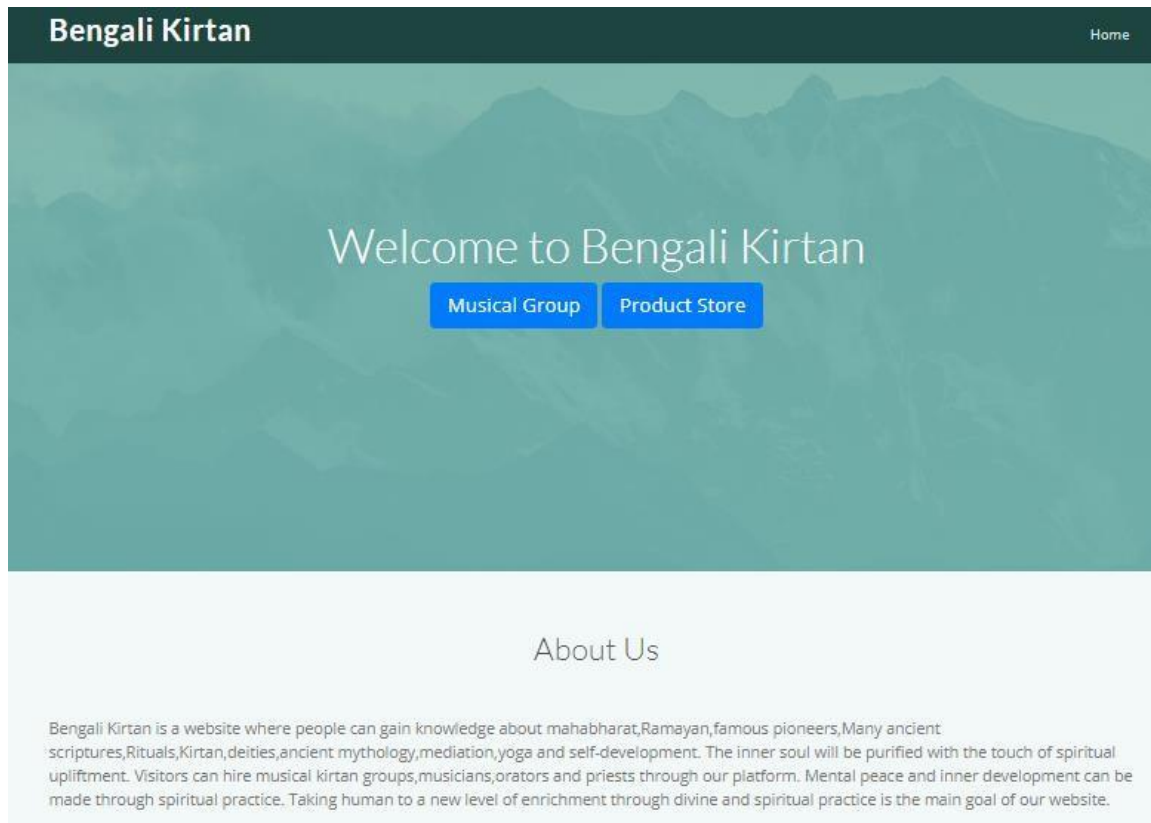 Bengali Kirtan
Home
Welcome to Bengali Kirtan
Musical Group
Product Store
About Us
Bengali Kirtan is a website where people can gain knowledge about mahabharat,Ramayan,famous pioneers,Many ancient
scriptures,Rituals,Kirtan,deities,ancient mythology,mediation,yoga and self-development. The inner soul will be purified with the touch of spiritual
upliftment. Visitors can hire musical kirtan groups,musicians,orators and priests through our platform. Mental peace and inner development can be
made through spiritual practice. Taking human to a new level of enrichment through divine and spiritual practice is the main goal of our website.